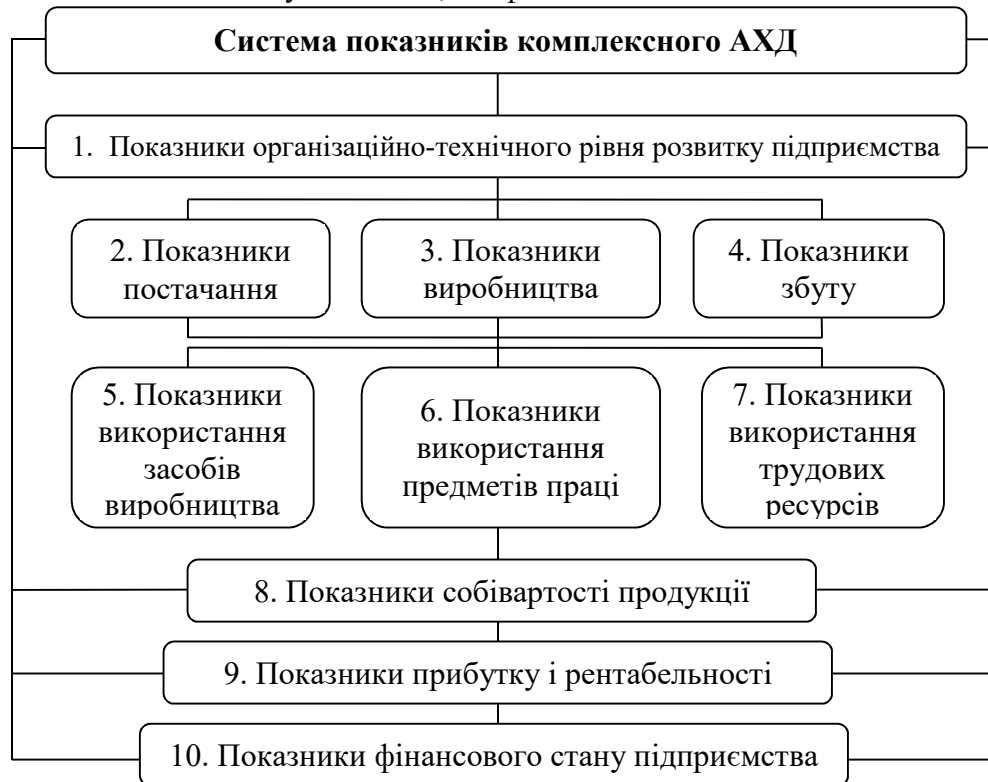 Система показників комплексного АХД
1. Показники організаційно-технічного рівня розвитку підприємства
2. Показники
постачання
3. Показники
виробництва
4. Показники
збуту
5. Показники
використання
засобів
виробництва
6. Показники
використання
предметів праці
7. Показники
використання
трудових
ресурсів
8. Показники собівартості продукції
9. Показники прибутку і рентабельності
10. Показники фінансового стану підприємства